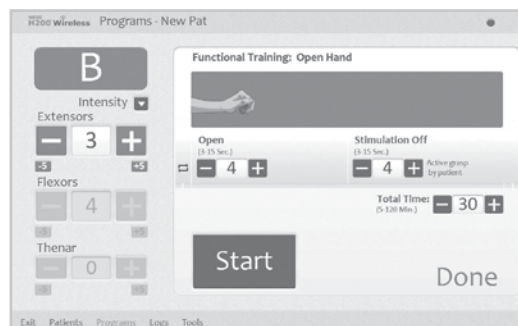 H200 Wireless Programs - New Pat
B
Intensity
Extensors
3
-5 +5
Flexors
4
-5 +5
Thenar
0
-5 +5
Functional Training: Open Hand
Open
(3-15 Sec.)
4
Stimulation Off
(3-15 Sec.)
4
Active grasp
by patient
Total Time:
(5-120 Min.)
30
Start
Done
Exit Patients Programs Logs Tools